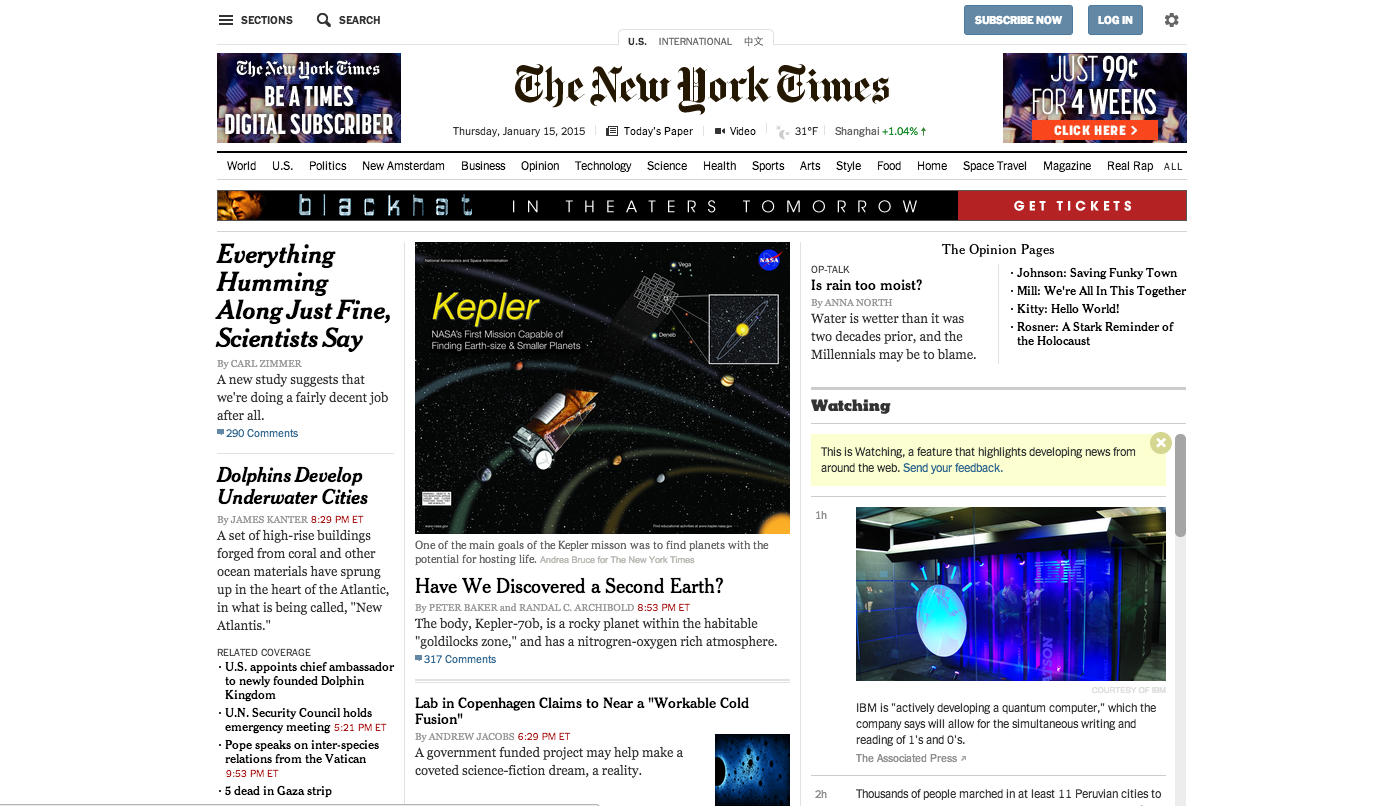 SECTIONS
SEARCH
SUBSCRIBE NOW
LOG IN
U.S.
INTERNATIONAL
中文
The New York Times
BE A TIMES
DIGITAL SUBSCRIBER
The New York Times
JUST 99¢
FOR 4 WEEKS
CLICK HERE >
Thursday, January 15, 2015
Today's Paper
Video
31°F
Shanghai +1.04% ↑
World U.S. Politics New Amsterdam Business Opinion Technology Science Health Sports Arts Style Food Home Space Travel Magazine Real Rap ALL
blackhat IN THEATERS TOMORROW
GET TICKETS
Everything
Humming
Along Just Fine,
Scientists Say
By CARL ZIMMER
A new study suggests that
we're doing a fairly decent job
after all.
290 Comments
Dolphins Develop
Underwater Cities
By JAMES KANTER 8:29 PM ET
A set of high-rise buildings
forged from coral and other
ocean materials have sprung
up in the heart of the Atlantic,
in what is being called, "New
Atlantis."
RELATED COVERAGE
· U.S. appoints chief ambassador
to newly founded Dolphin
Kingdom
· U.N. Security Council holds
emergency meeting 5:21 PM ET
· Pope speaks on inter-species
relations from the Vatican
9:53 PM ET
· 5 dead in Gaza strip
National Aeronautics and Space Administration
NASA
Vega
Kepler
NASA's First Mission Capable of
Finding Earth-size & Smaller Planets
Deneb
www.nasa.gov
Find educational activities at www.kepler.nasa.gov
One of the main goals of the Kepler misson was to find planets with the
potential for hosting life. Andrea Bruce for The New York Times
Have We Discovered a Second Earth?
By PETER BAKER and RANDAL C. ARCHIBOLD 8:53 PM ET
The body, Kepler-70b, is a rocky planet within the habitable
"goldilocks zone," and has a nitrogren-oxygen rich atmosphere.
317 Comments
Lab in Copenhagen Claims to Near a "Workable Cold
Fusion"
By ANDREW JACOBS 6:29 PM ET
A government funded project may help make a
coveted science-fiction dream, a reality.
The Opinion Pages
OP-TALK
Is rain too moist?
By ANNA NORTH
Water is wetter than it was
two decades prior, and the
Millennials may be to blame.
· Johnson: Saving Funky Town
· Mill: We're All In This Together
· Kitty: Hello World!
· Rosner: A Stark Reminder of
the Holocaust
Watching
This is Watching, a feature that highlights developing news from
around the web. Send your feedback.
1h
WATSON
COURTESY OF IBM
IBM is "actively developing a quantum computer," which the
company says will allow for the simultaneous writing and
reading of 1's and 0's.
The Associated Press ↗
2h
Thousands of people marched in at least 11 Peruvian cities to